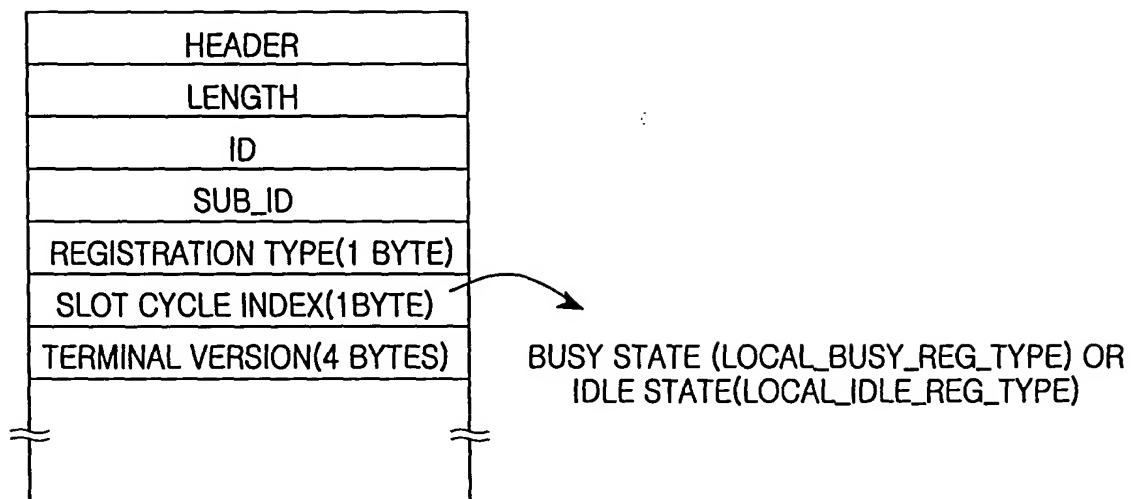 HEADER
LENGTH
ID
SUB_ID
REGISTRATION TYPE(1 BYTE)
SLOT CYCLE INDEX(1BYTE)
TERMINAL VERSION(4 BYTES)
BUSY STATE (LOCAL_BUSY_REG_TYPE) OR
IDLE STATE(LOCAL_IDLE_REG_TYPE)